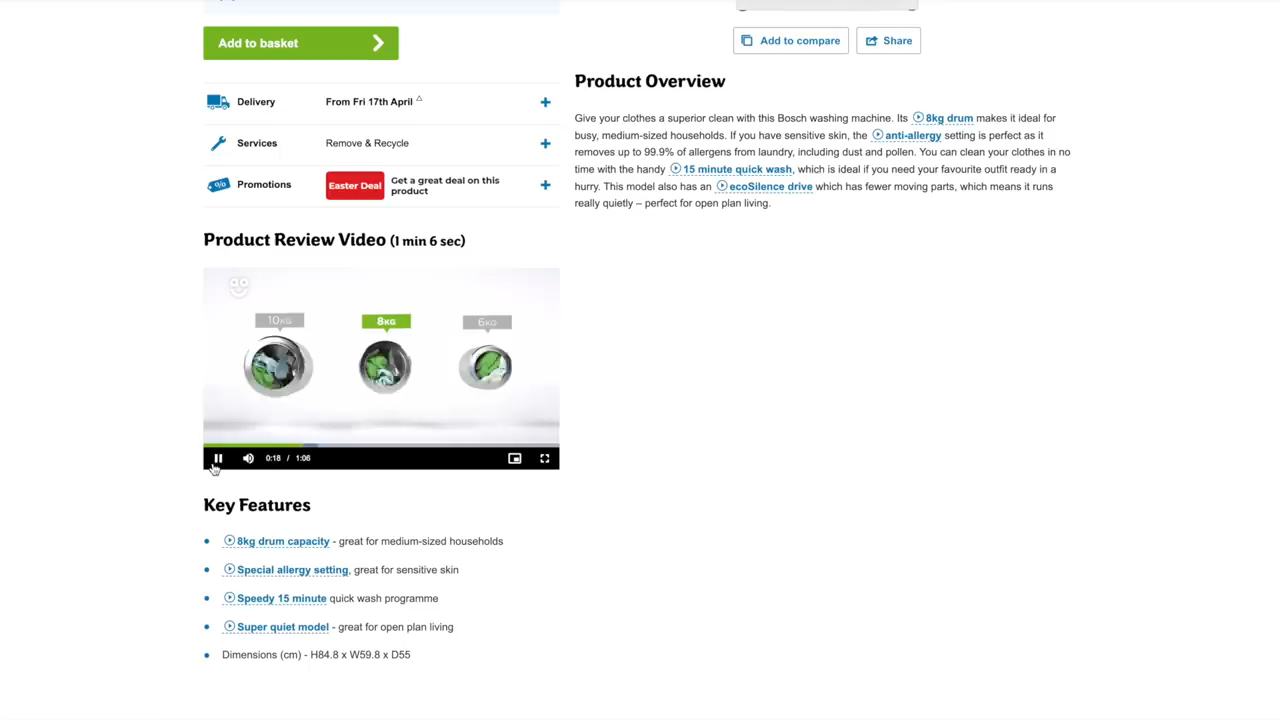 Add to basket
Add to compare
Share
Delivery
From Fri 17th April △
Services
Remove & Recycle
Promotions
Easter Deal
Get a great deal on this
product
Product Overview
Give your clothes a superior clean with this Bosch washing machine. Its 8kg drum makes it ideal for
busy, medium-sized households. If you have sensitive skin, the anti-allergy setting is perfect as it
removes up to 99.9% of allergens from laundry, including dust and pollen. You can clean your clothes in no
time with the handy 15 minute quick wash, which is ideal if you need your favourite outfit ready in a
hurry. This model also has an ecoSilence drive which has fewer moving parts, which means it runs
really quietly – perfect for open plan living.
Product Review Video (1 min 6 sec)
10KG
8KG
6KG
0:18 / 1:06
Key Features
8kg drum capacity - great for medium-sized households
Special allergy setting, great for sensitive skin
Speedy 15 minute quick wash programme
Super quiet model - great for open plan living
Dimensions (cm) - H84.8 x W59.8 x D55